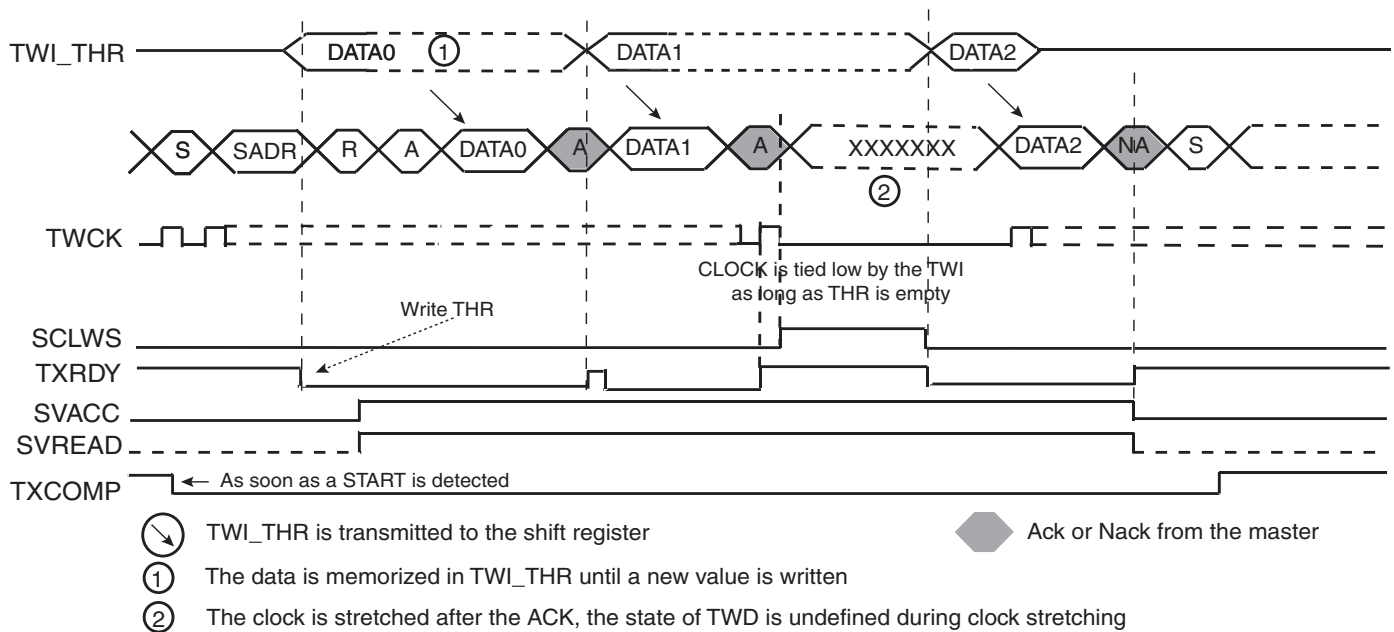 TWI_THR DATA0 1 DATA1 DATA2
S SADR R A DATA0 A DATA1 A XXXXXXX DATA2 NA S
2
TWCK
CLOCK is tied low by the TWI
as long as THR is empty
Write THR
SCLWS
TXRDY
SVACC
SVREAD
TXCOMP As soon as a START is detected
TWI_THR is transmitted to the shift register Ack or Nack from the master
1 The data is memorized in TWI_THR until a new value is written
2 The clock is stretched after the ACK, the state of TWD is undefined during clock stretching